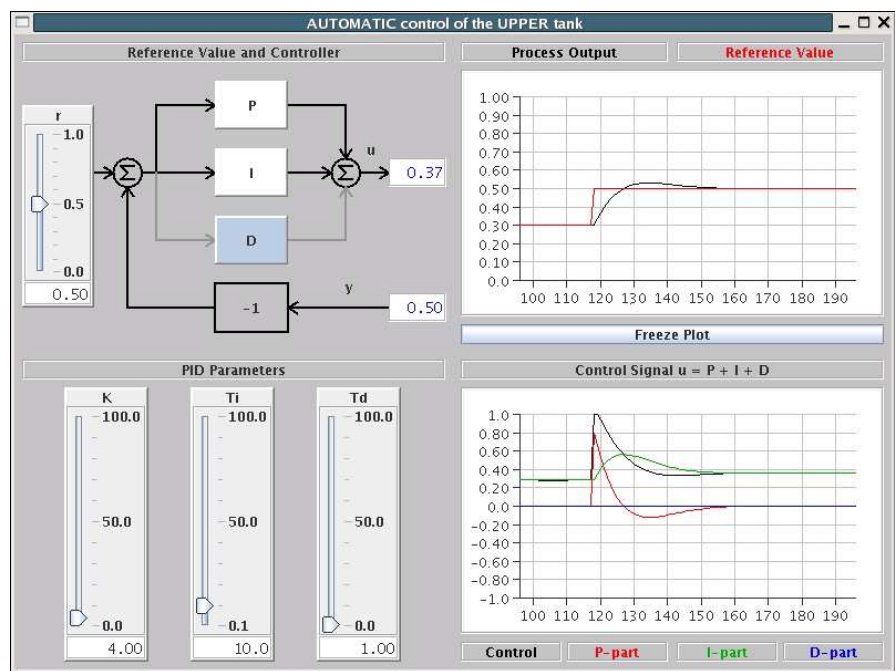 AUTOMATIC control of the UPPER tank
Reference Value and Controller
r
1.0
0.5
0.0
0.50
Σ
P
I
D
-1
Σ
u
0.37
y
0.50
Process Output
Reference Value
1.00
0.90
0.80
0.70
0.60
0.50
0.40
0.30
0.20
0.10
0.0
100 110 120 130 140 150 160 170 180 190
Freeze Plot
PID Parameters
K
100.0
50.0
0.0
4.00
Ti
100.0
50.0
0.1
10.0
Td
100.0
50.0
0.0
1.00
Control Signal u = P + I + D
1.0
0.80
0.60
0.40
0.20
0.0
-0.20
-0.40
-0.60
-0.80
-1.0
100 110 120 130 140 150 160 170 180 190
Control
P-part
I-part
D-part